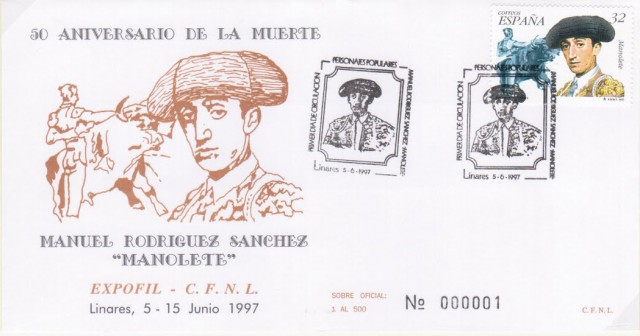 50 ANIVERSARIO DE LA MUERTE
CORREOS
ESPAÑA
32
Manolete
PERSONAJES POPULARES
PRIMER DIA DE CIRCULACION
MANUEL RODRIGUEZ SANCHEZ "MANOLETE"
Linares 5-6-1997
PERSONAJES POPULARES
PRIMER DIA DE CIRCULACION
MANUEL RODRIGUEZ SANCHEZ "MANOLETE"
Linares 5-6-1997
MANUEL RODRIGUEZ SANCHEZ
"MANOLETE"
EXPOFIL - C. F. N. L.
Linares, 5 - 15 Junio 1997
SOBRE OFICIAL:
1 AL 500
Nº 000001
C.F.N.L.